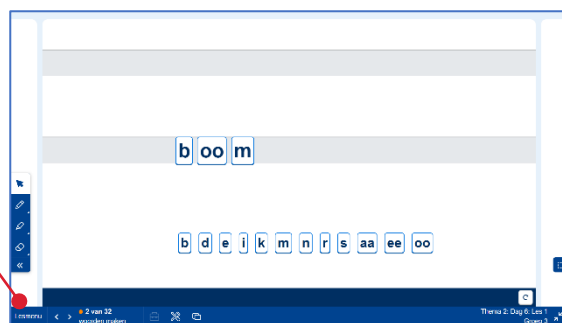 b oo m
b d e i k m n r s aa ee oo
Lesmenu
2 van 32
woorden maken
Thema 2: Dag 6: Les 1
Groep 3